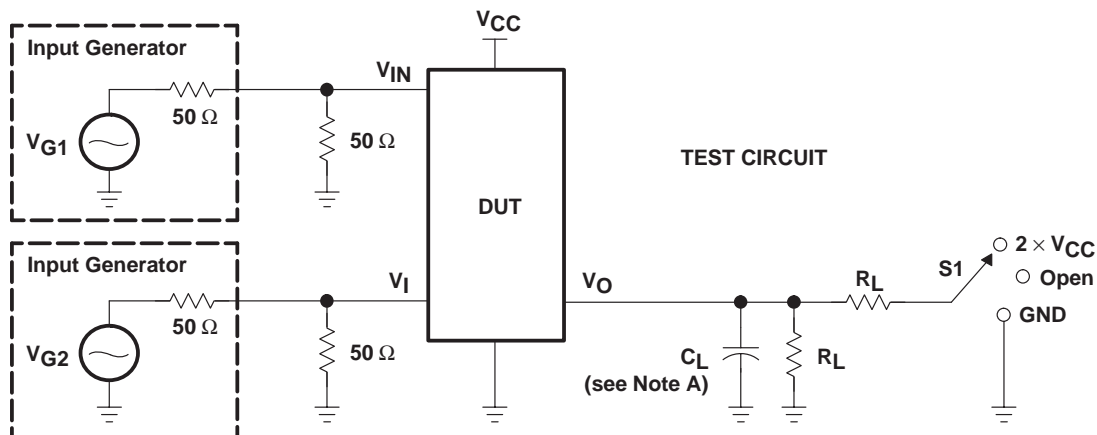 Input Generator
VG1
50 Ω
50 Ω
VIN
VCC
DUT
TEST CIRCUIT
Input Generator
VG2
50 Ω
50 Ω
VI
VO
CL
(see Note A)
RL
RL
S1
2 × VCC
Open
GND